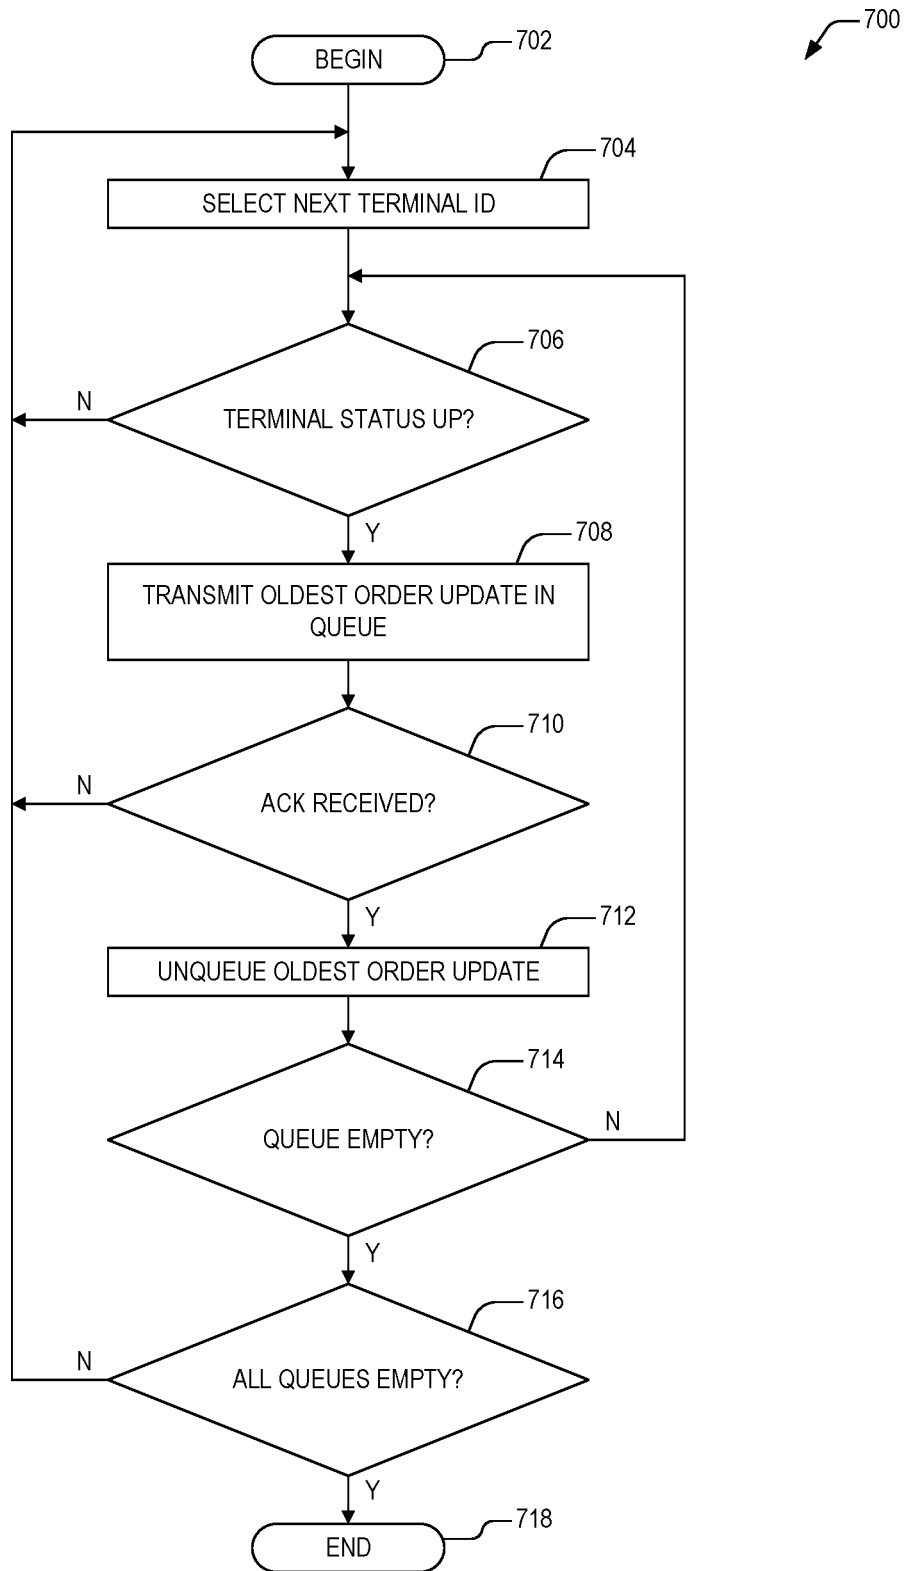 700
BEGIN
702
704
SELECT NEXT TERMINAL ID
706
N
TERMINAL STATUS UP?
Y
708
TRANSMIT OLDEST ORDER UPDATE IN
QUEUE
710
N
ACK RECEIVED?
Y
712
UNQUEUE OLDEST ORDER UPDATE
714
QUEUE EMPTY?
N
Y
716
N
ALL QUEUES EMPTY?
Y
718
END